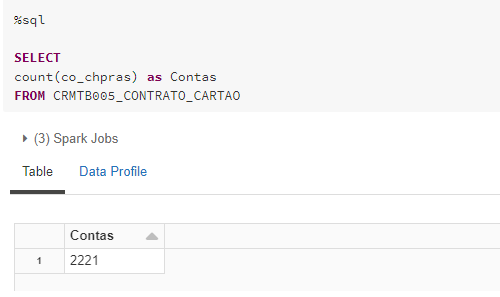 %sql
SELECT
count(co_chpras) as Contas
FROM CRMTB005_CONTRATO_CARTAO
(3) Spark Jobs
Table Data Profile
Contas
1 2221